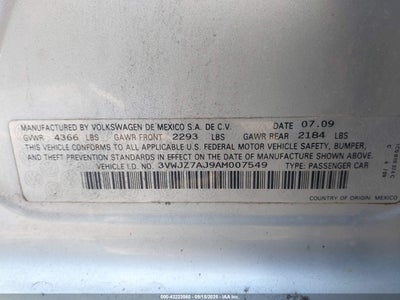 MANUFACTURED BY VOLKSWAGEN DE MEXICO S.A. DE C.V. DATE 07.09
GVWR 4366 LBS GAWR FRONT 2293 LBS GAWR REAR 2184 LBS
THIS VEHICLE CONFORMS TO ALL APPLICABLE U.S. FEDERAL MOTOR VEHICLE SAFETY, BUMPER,
AND THEFT PREVENTION STANDARDS IN EFFECT ON THE DATE OF MANUFACTURE SHOWN ABOVE.
VEHICLE I.D. NO. 3VWJZ7AJ9AM007549 TYPE: PASSENGER CAR
COUNTRY OF ORIGIN: MEXICO